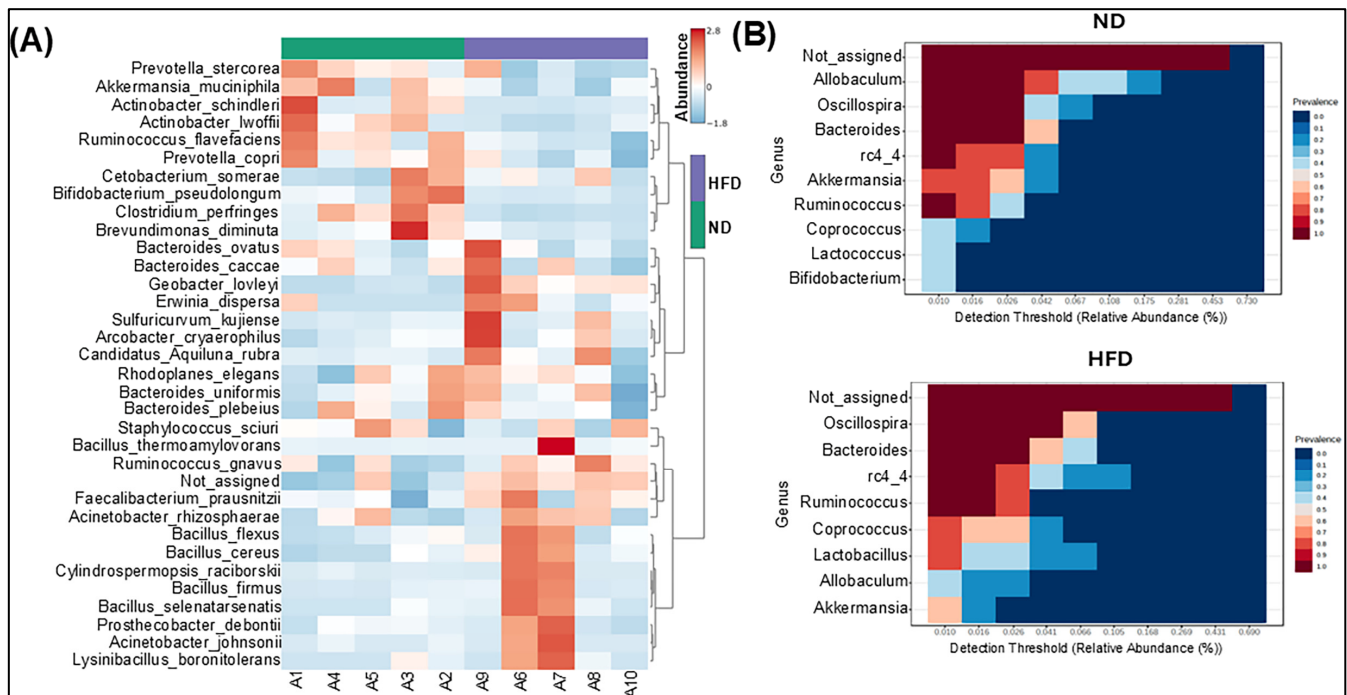 (A)
Abundance
2.8
0
-1.8
HFD
ND
Prevotella_stercorea
Akkermansia_muciniphila
Actinobacter_schindleri
Actinobacter_lwoffii
Ruminococcus_flavefaciens
Prevotella_copri
Cetobacterium_somerae
Bifidobacterium_pseudolongum
Clostridium_perfringes
Brevundimonas_diminuta
Bacteroides_ovatus
Bacteroides_caccae
Geobacter_lovleyi
Erwinia_dispersa
Sulfuricurvum_kujiense
Arcobacter_cryaerophilus
Candidatus_Aquiluna_rubra
Rhodoplanes_elegans
Bacteroides_uniformis
Bacteroides_plebeius
Staphylococcus_sciuri
Bacillus_thermoamylovorans
Ruminococcus_gnavus
Not_assigned
Faecalibacterium_prausnitzii
Acinetobacter_rhizosphaerae
Bacillus_flexus
Bacillus_cereus
Cylindrospermopsis_raciborskii
Bacillus_firmus
Bacillus_selenatarsenatis
Prosthecobacter_debontii
Acinetobacter_johnsonii
Lysinibacillus_boronitolerans
A1 A4 A5 A3 A2 A9 A6 A7 A8 A10
(B)
ND
Genus
Not_assigned
Allobaculum
Oscillospira
Bacteroides
rc4_4
Akkermansia
Ruminococcus
Coprococcus
Lactococcus
Bifidobacterium
0.010 0.016 0.026 0.042 0.067 0.108 0.175 0.281 0.453 0.730
Detection Threshold (Relative Abundance (%))
Prevalence
0.0
0.1
0.2
0.3
0.4
0.5
0.6
0.7
0.8
0.9
1.0
HFD
Genus
Not_assigned
Oscillospira
Bacteroides
rc4_4
Ruminococcus
Coprococcus
Lactobacillus
Allobaculum
Akkermansia
0.010 0.016 0.026 0.041 0.066 0.105 0.168 0.269 0.431 0.690
Detection Threshold (Relative Abundance (%))
Prevalence
0.0
0.1
0.2
0.3
0.4
0.5
0.6
0.7
0.8
0.9
1.0